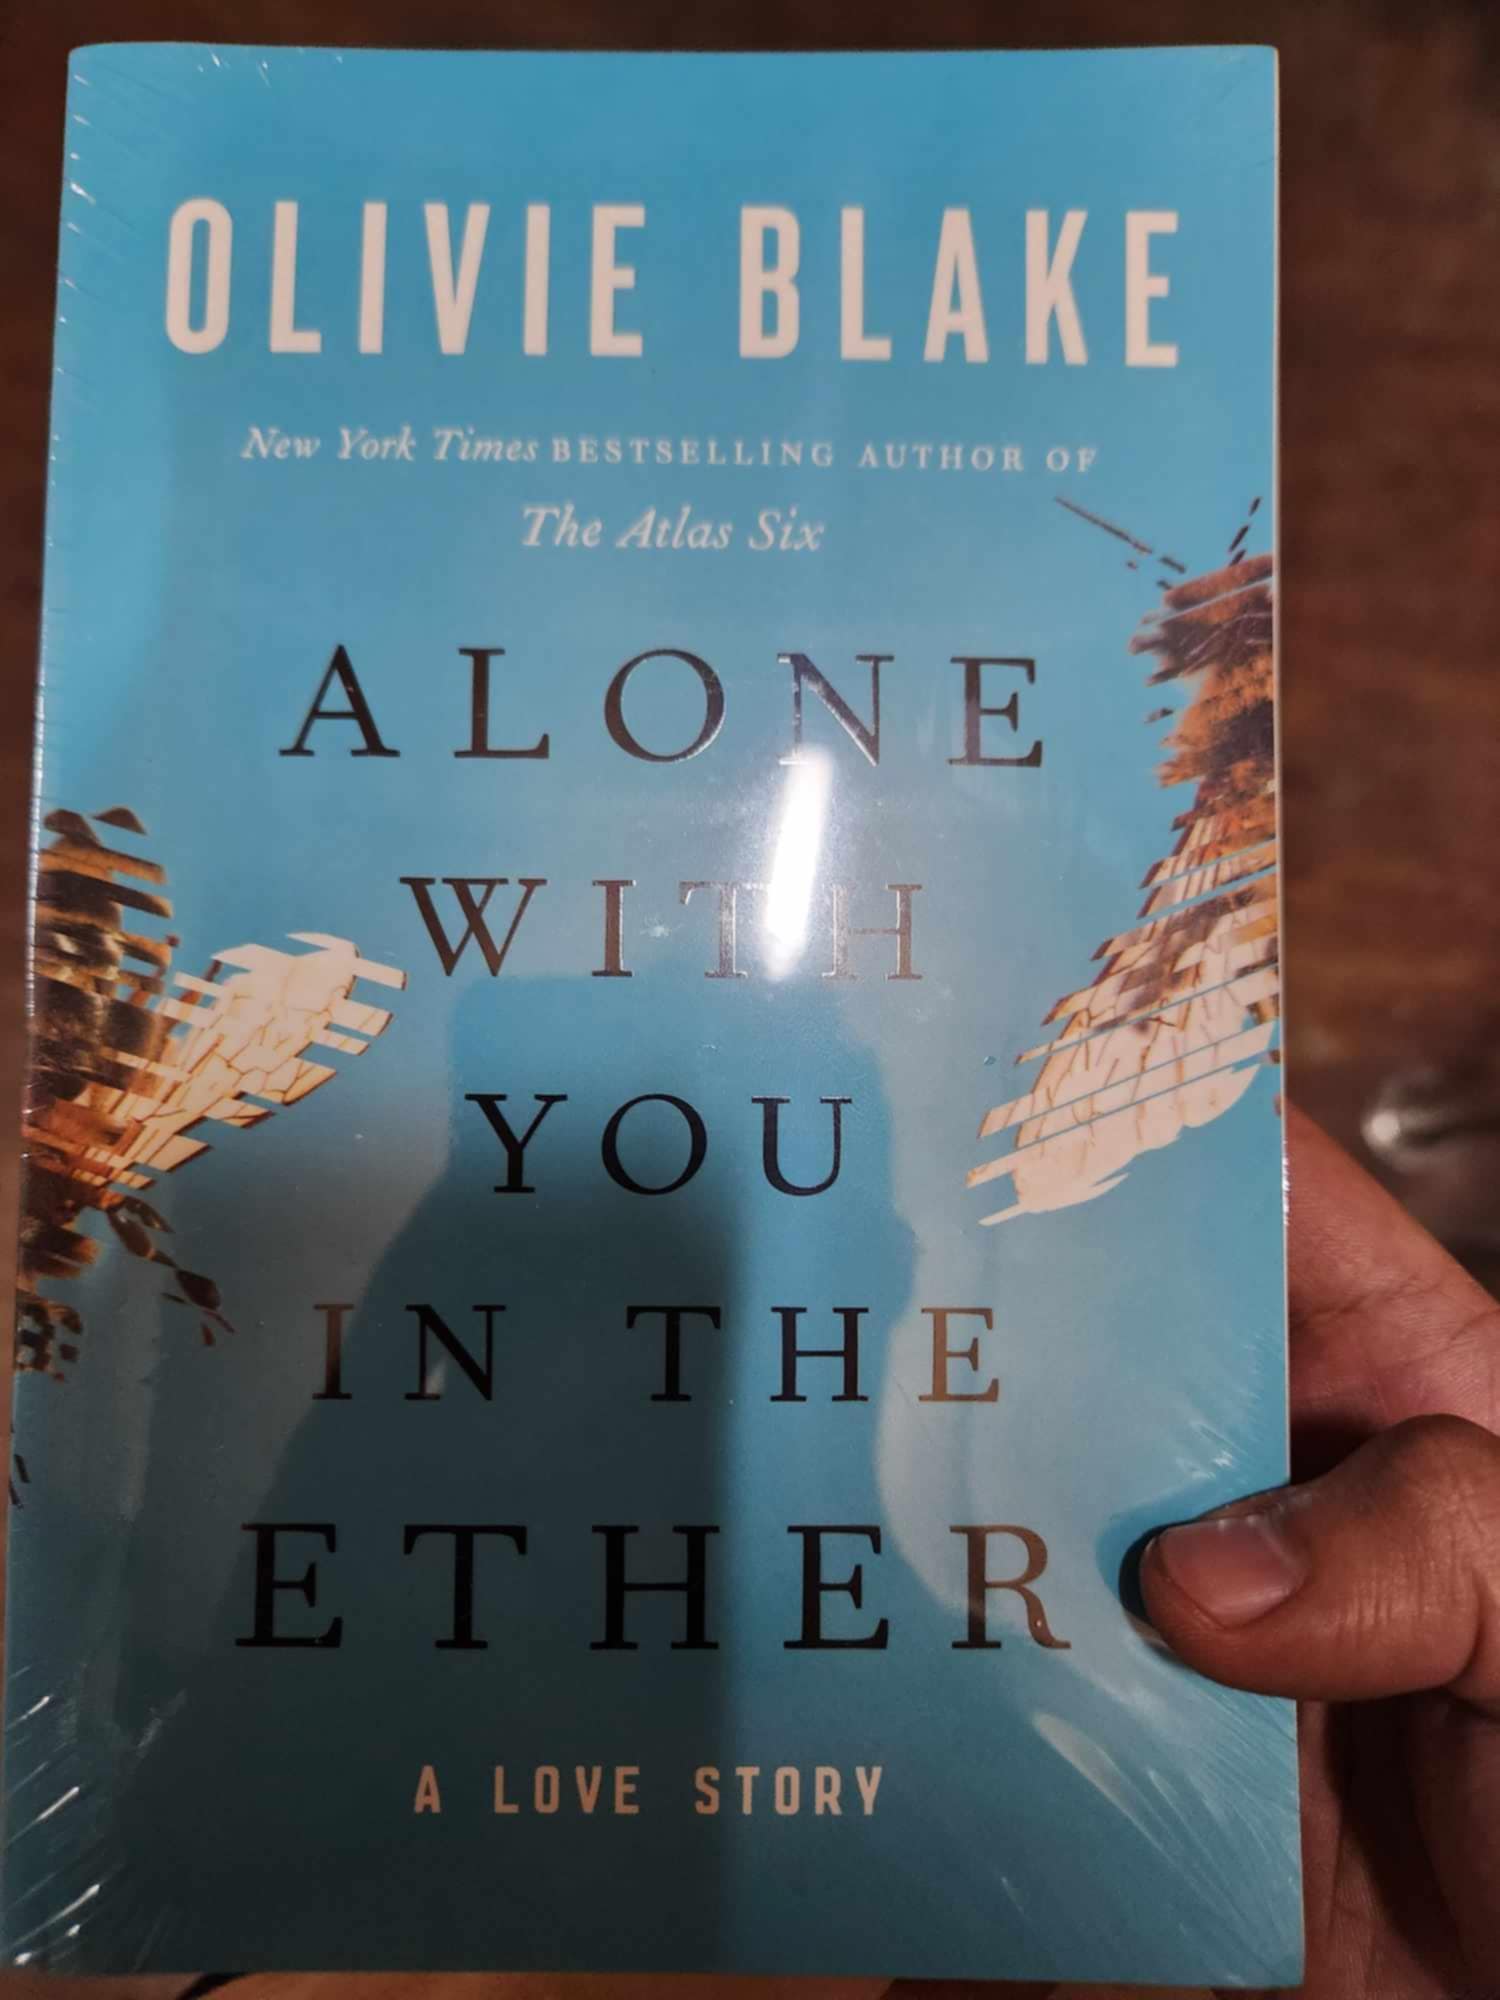 OLIVIE BLAKE
New York Times BESTSELLING AUTHOR OF
The Atlas Six
ALONE
WITH
YOU
IN THE
ETHER
A LOVE STORY